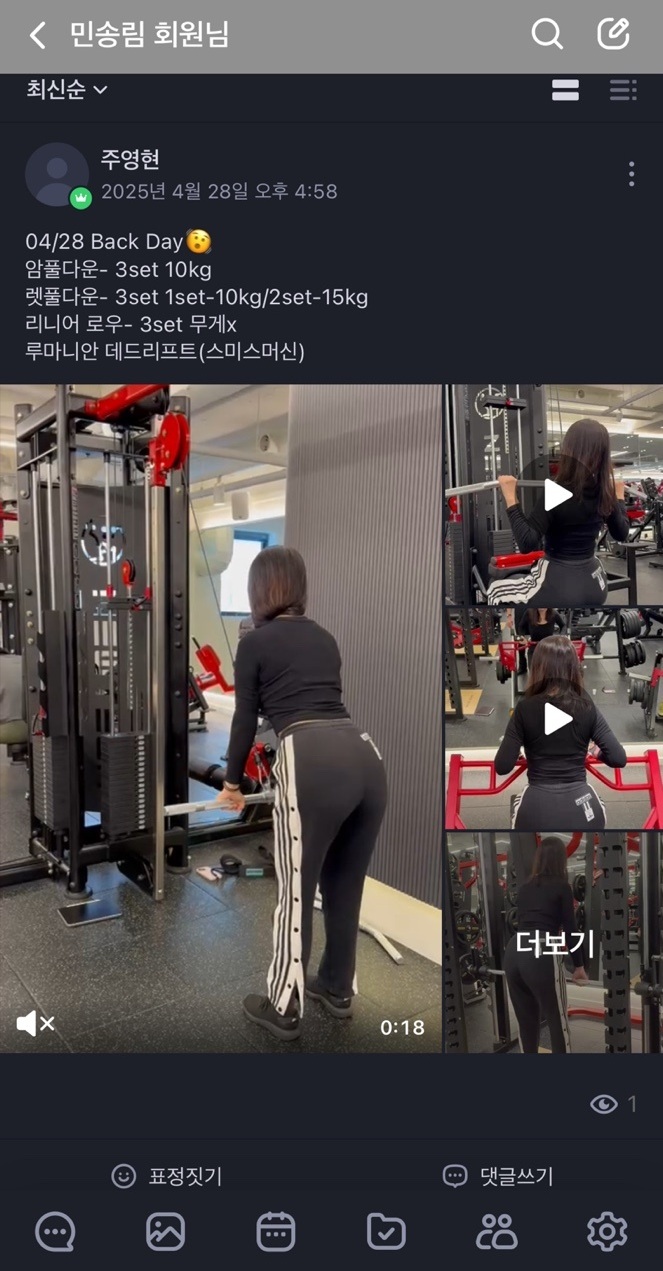 민송림 회원님
최신순
주영현
2025년 4월 28일 오후 4:58
04/28 Back Day🥱
암풀다운- 3set 10kg
렛풀다운- 3set 1set-10kg/2set-15kg
리니어 로우- 3set 무게x
루마니안 데드리프트(스미스머신)
더보기
0:18
1
표정짓기
댓글쓰기